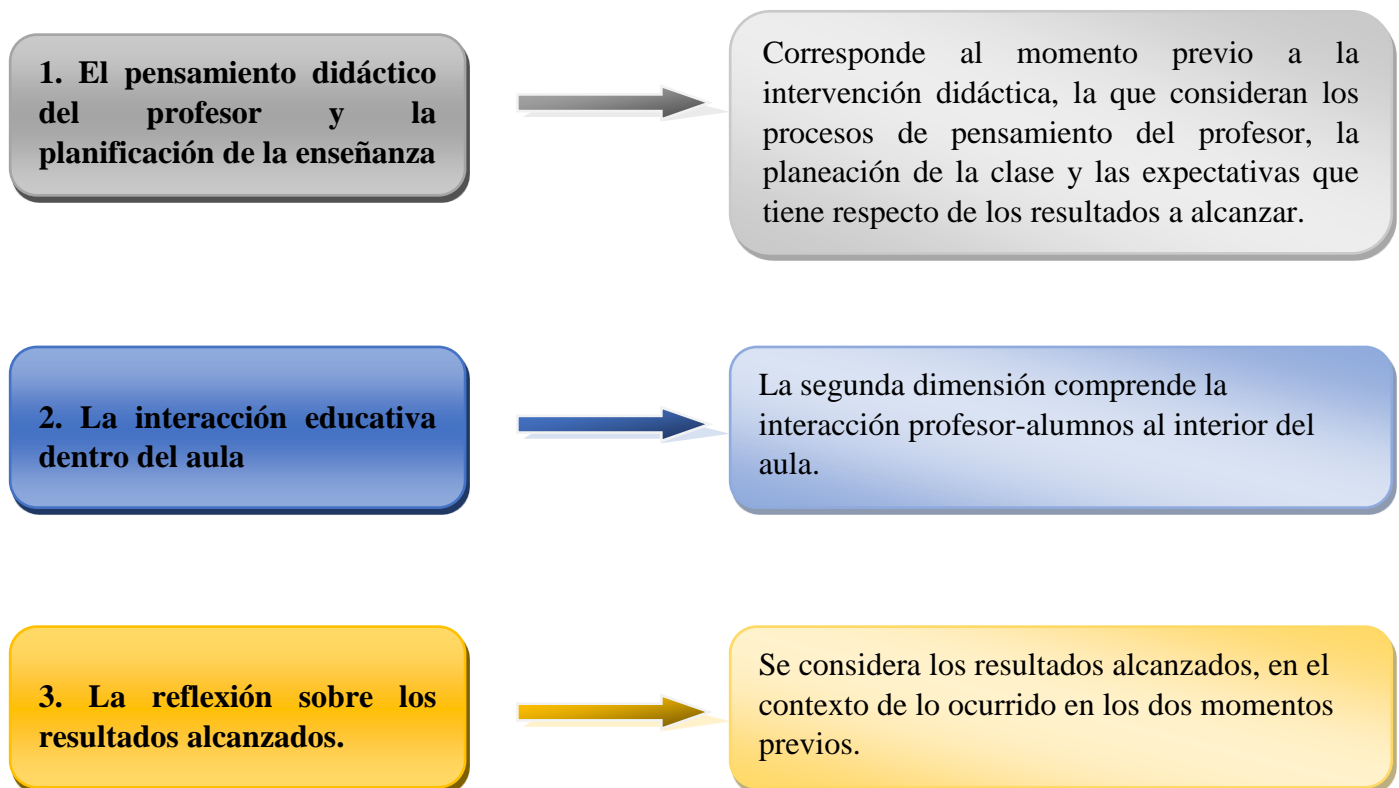 1. El pensamiento didáctico
del profesor y la
planificación de la enseñanza
Corresponde al momento previo a la
intervención didáctica, la que consideran los
procesos de pensamiento del profesor, la
planeación de la clase y las expectativas que
tiene respecto de los resultados a alcanzar.
2. La interacción educativa
dentro del aula
La segunda dimensión comprende la
interacción profesor-alumnos al interior del
aula.
3. La reflexión sobre los
resultados alcanzados.
Se considera los resultados alcanzados, en el
contexto de lo ocurrido en los dos momentos
previos.